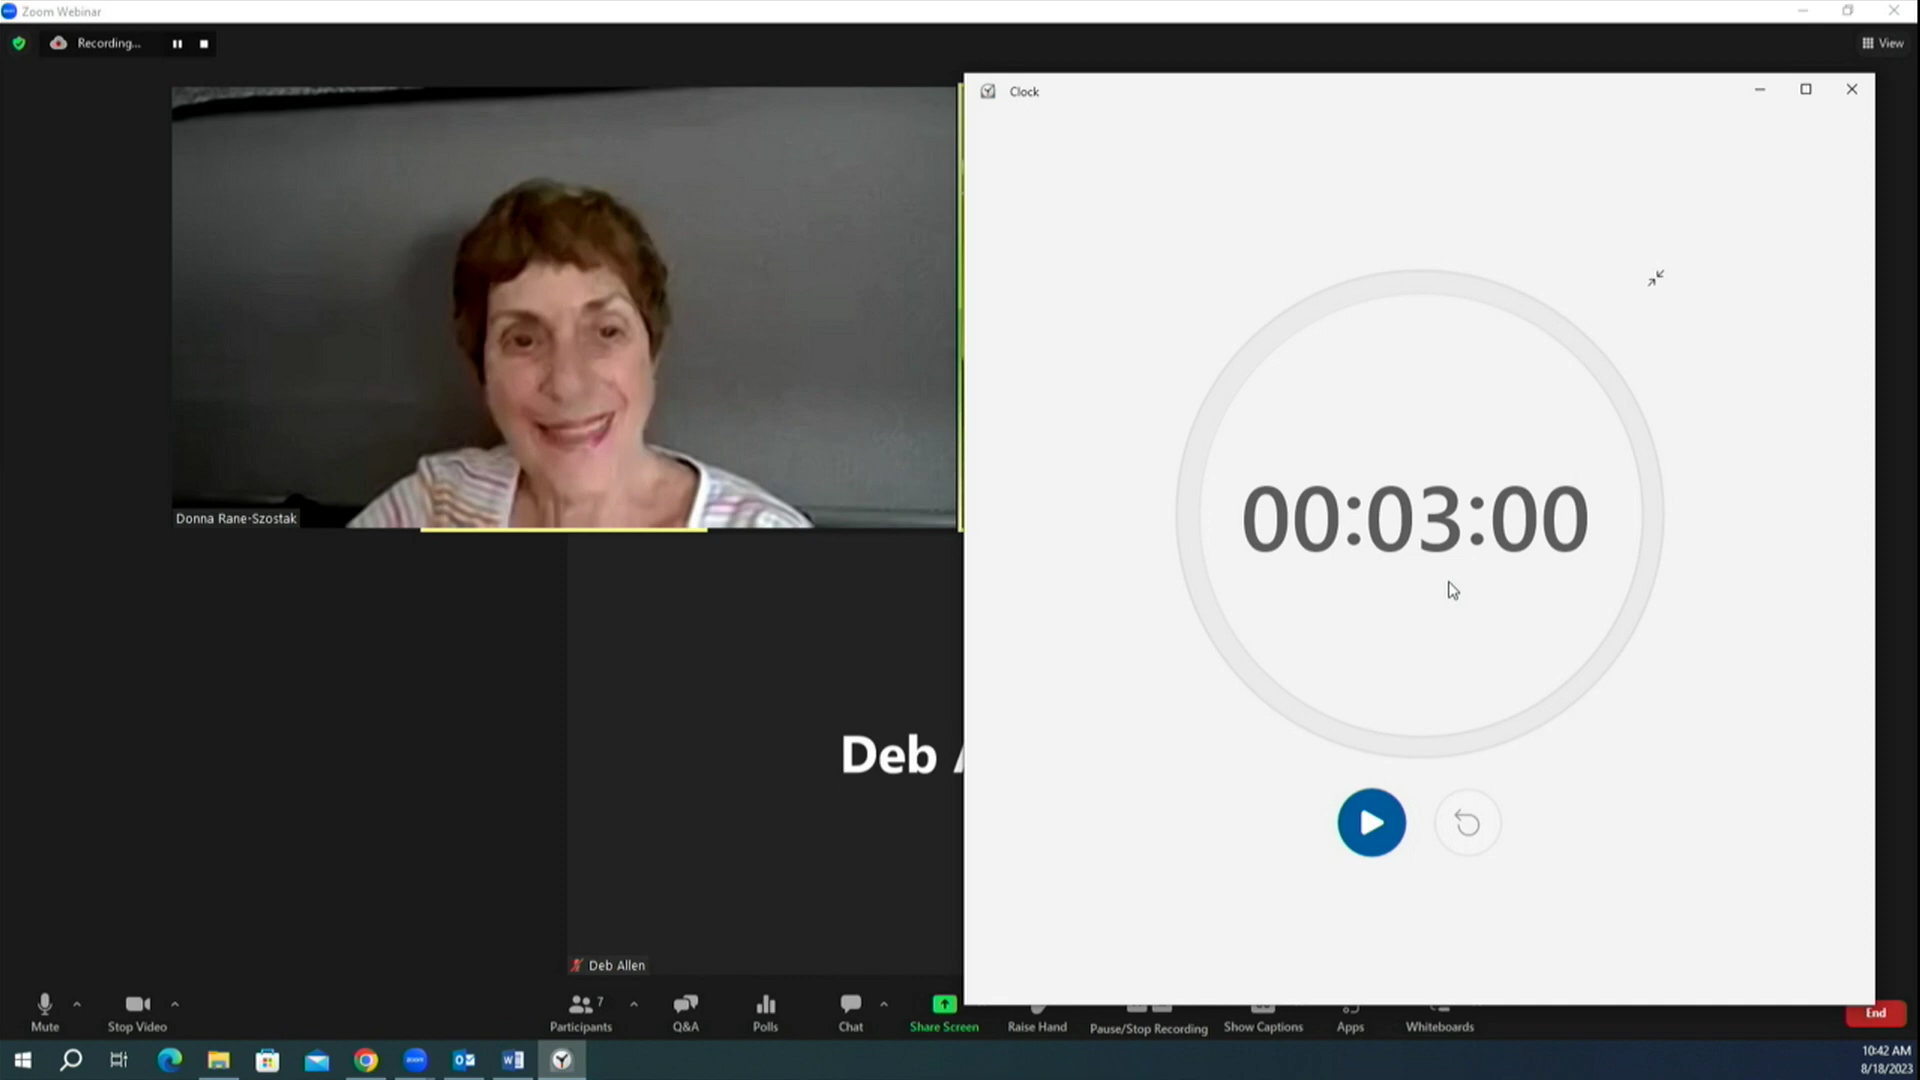 Zoom Webinar
Recording...
View
Clock
Donna Rane-Szostak
00:03:00
Deb
Deb Allen
Mute
Stop Video
7
Participants
Q&A
Polls
Chat
Share Screen
Raise Hand
Pause/Stop Recording
Show Captions
Apps
Whiteboards
End
10:42 AM
8/18/2023